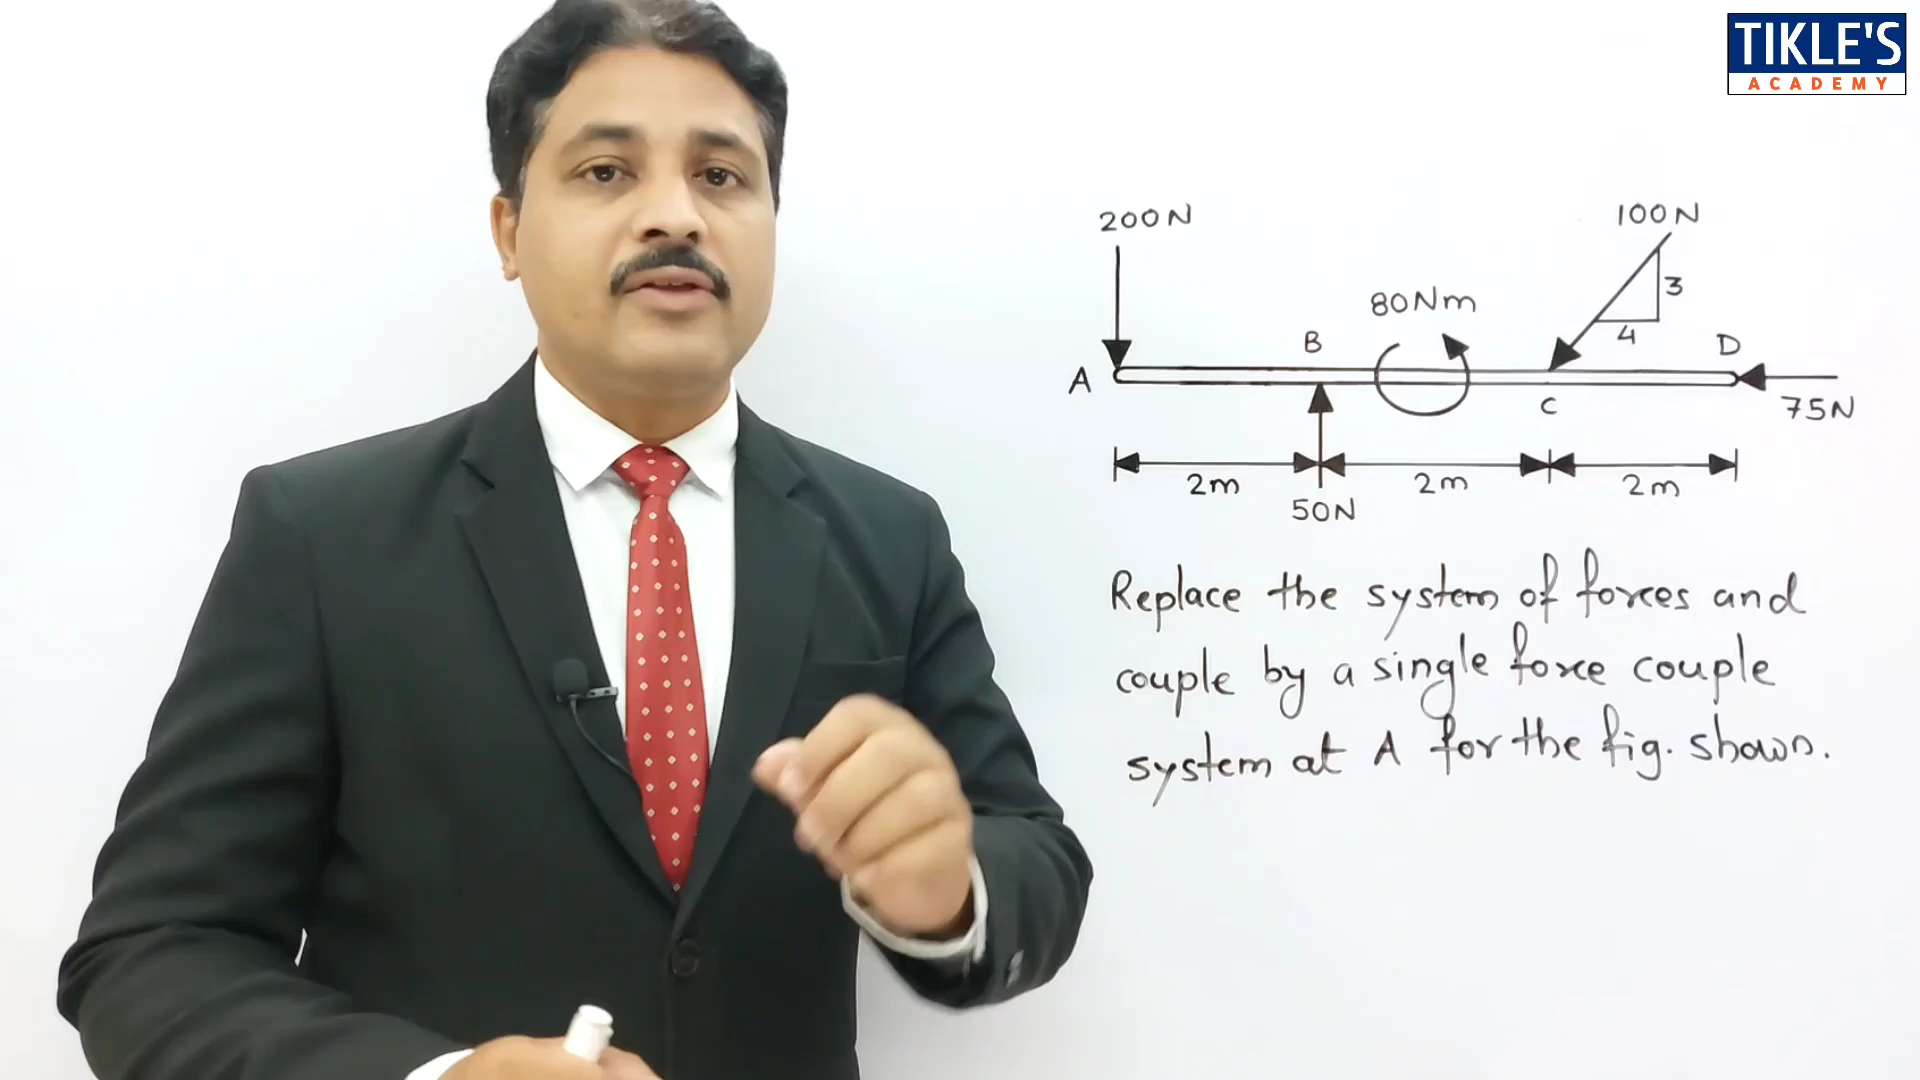 TIKLE'S
ACADEMY
200N
100N
3
4
80Nm
B
D
A
C
75N
2m
2m
2m
50N
Replace the system of forces and
couple by a single force couple
system at A for the fig. shown.